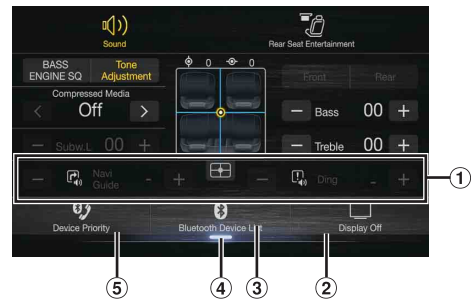 Sound
Rear Seat Entertainment
BASS
ENGINE SQ
Tone
Adjustment
0
0
Front
Rear
Compressed Media
< Off >
− Bass 00 +
− Subw.L 00 +
− Treble 00 +
− Navi
Guide - +
− Ding - +
①
Device Priority
Bluetooth Device List
Display Off
⑤
④
③
②